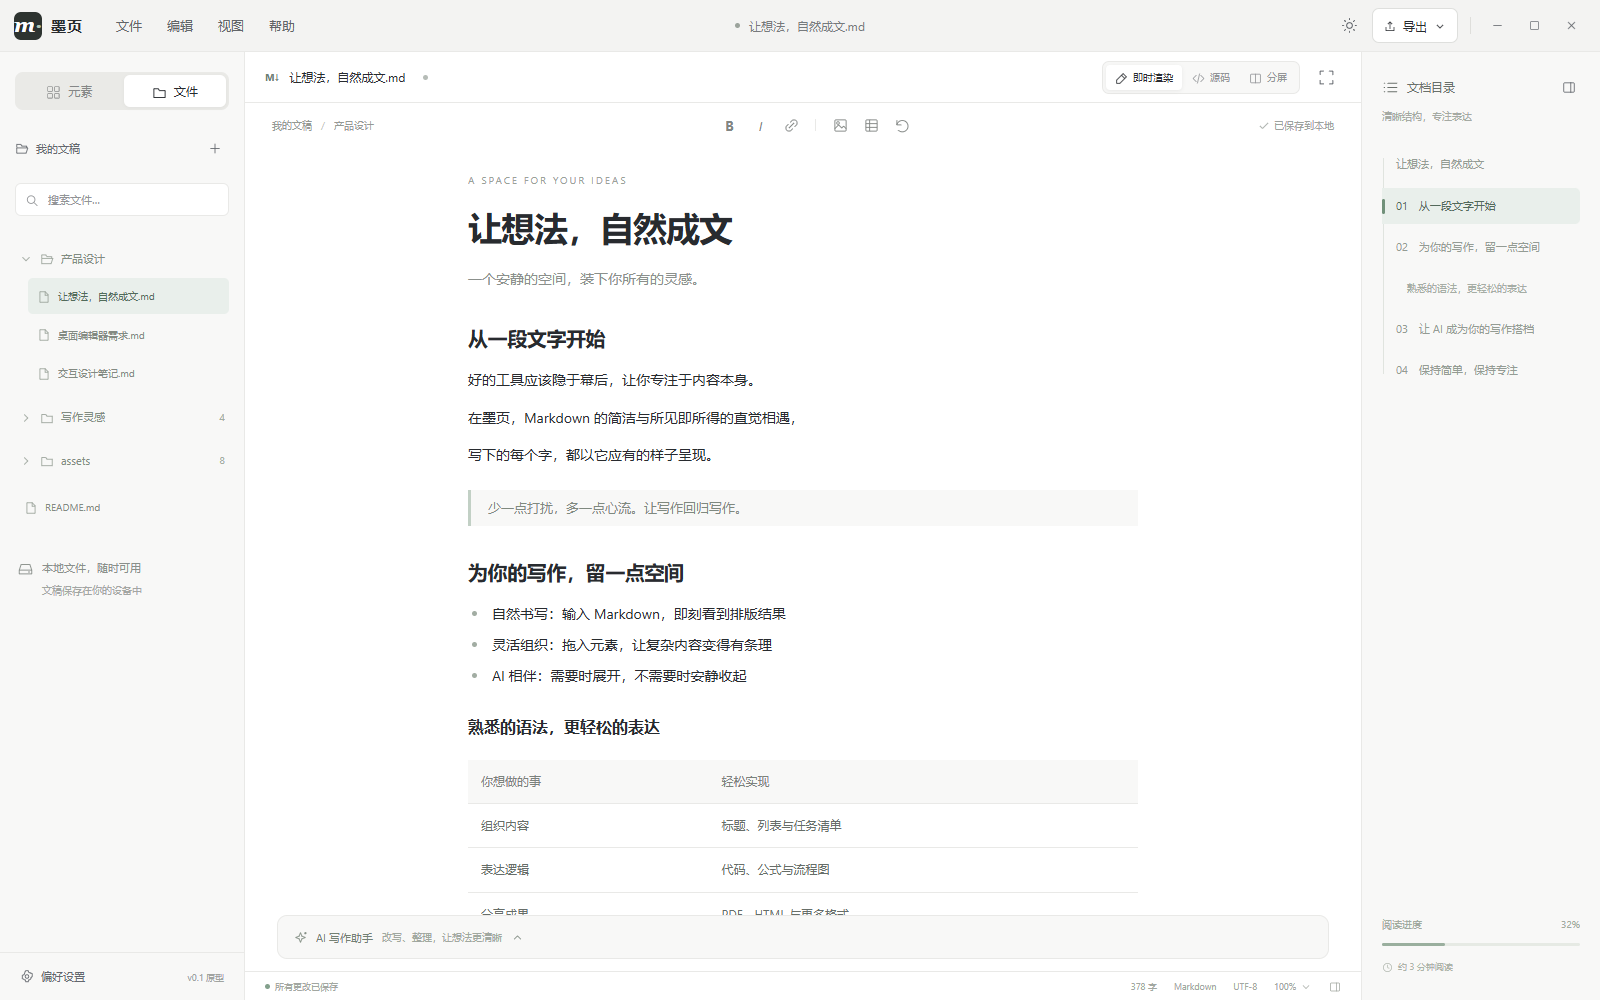 m· 墨页 文件 编辑 视图 帮助
让想法，自然成文.md
导出
元素 文件
我的文稿
搜索文件...
产品设计
让想法，自然成文.md
桌面编辑器需求.md
交互设计笔记.md
写作灵感 4
assets 8
README.md
本地文件，随时可用
文稿保存在你的设备中
偏好设置 v0.1 原型
M↓ 让想法，自然成文.md
即时渲染 源码 分屏
我的文稿 / 产品设计
B I
已保存到本地
A SPACE FOR YOUR IDEAS
让想法，自然成文
一个安静的空间，装下你所有的灵感。
从一段文字开始
好的工具应该隐于幕后，让你专注于内容本身。
在墨页，Markdown 的简洁与所见即所得的直觉相遇，
写下的每个字，都以它应有的样子呈现。
少一点打扰，多一点心流。让写作回归写作。
为你的写作，留一点空间
自然书写：输入 Markdown，即刻看到排版结果
灵活组织：拖入元素，让复杂内容变得有条理
AI 相伴：需要时展开，不需要时安静收起
熟悉的语法，更轻松的表达
你想做的事 轻松实现
组织内容 标题、列表与任务清单
表达逻辑 代码、公式与流程图
分享成果 PDF、HTML 与更多格式
AI 写作助手 改写、整理，让想法更清晰
所有更改已保存
378 字 Markdown UTF-8 100%
文档目录
清晰结构，专注表达
让想法，自然成文
01 从一段文字开始
02 为你的写作，留一点空间
熟悉的语法，更轻松的表达
03 让 AI 成为你的写作搭档
04 保持简单，保持专注
阅读进度 32%
约 3 分钟阅读